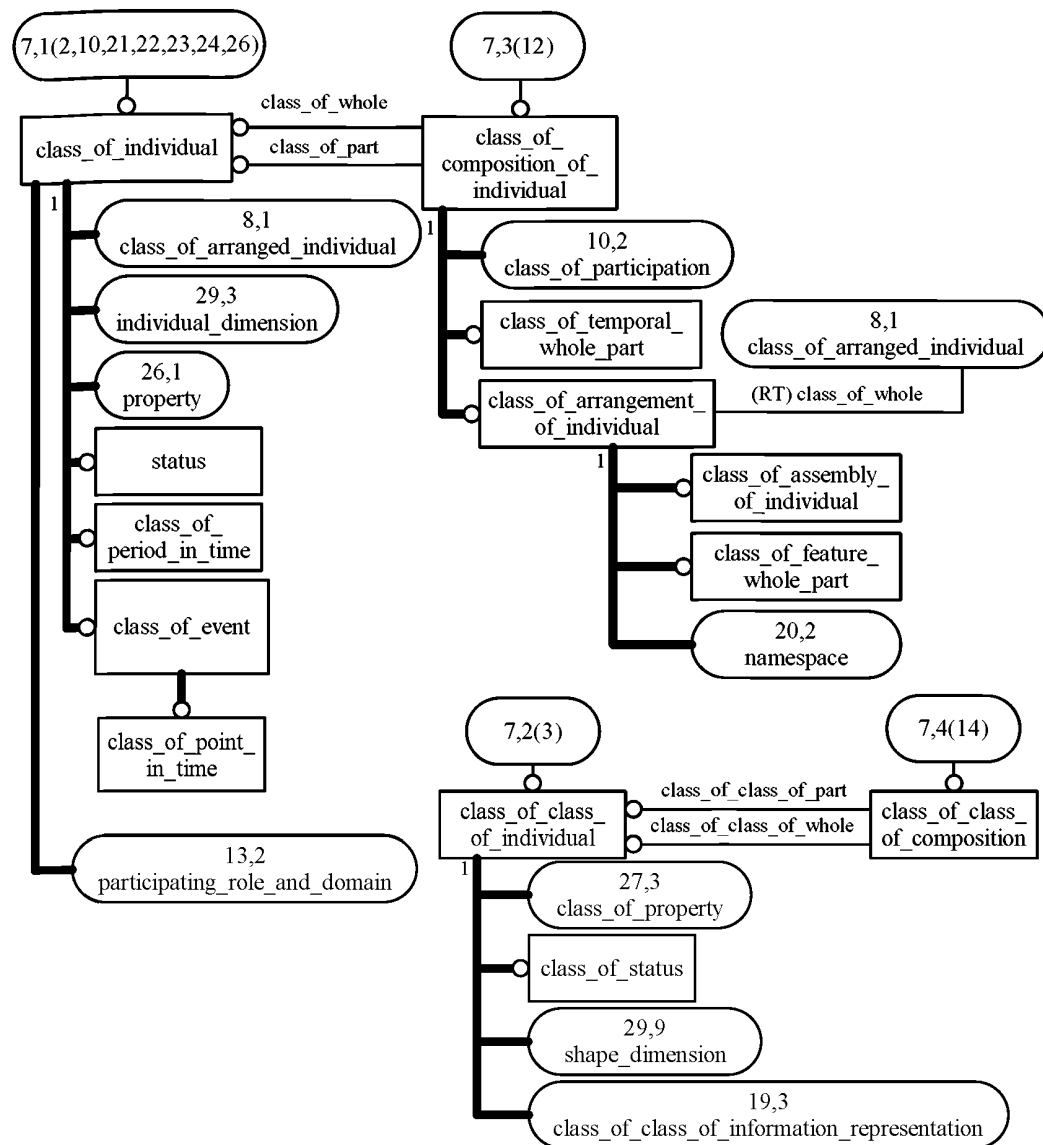 7,1(2,10,21,22,23,24,26)
7,3(12)
class_of_individual
class_of_whole
class_of_part
class_of_
composition_of_
individual
1
8,1
class_of_arranged_individual
29,3
individual_dimension
26,1
property
status
class_of_
period_in_time
class_of_event
class_of_point_
in_time
13,2
participating_role_and_domain
1
10,2
class_of_participation
class_of_temporal_
whole_part
class_of_arrangement_
of_individual
8,1
class_of_arranged_individual
(RT) class_of_whole
1
class_of_assembly_
of_individual
class_of_feature_
whole_part
20,2
namespace
7,2(3)
7,4(14)
class_of_class_
of_individual
class_of_class_of_part
class_of_class_of_whole
class_of_class_
of_composition
1
27,3
class_of_property
class_of_status
29,9
shape_dimension
19,3
class_of_class_of_information_representation